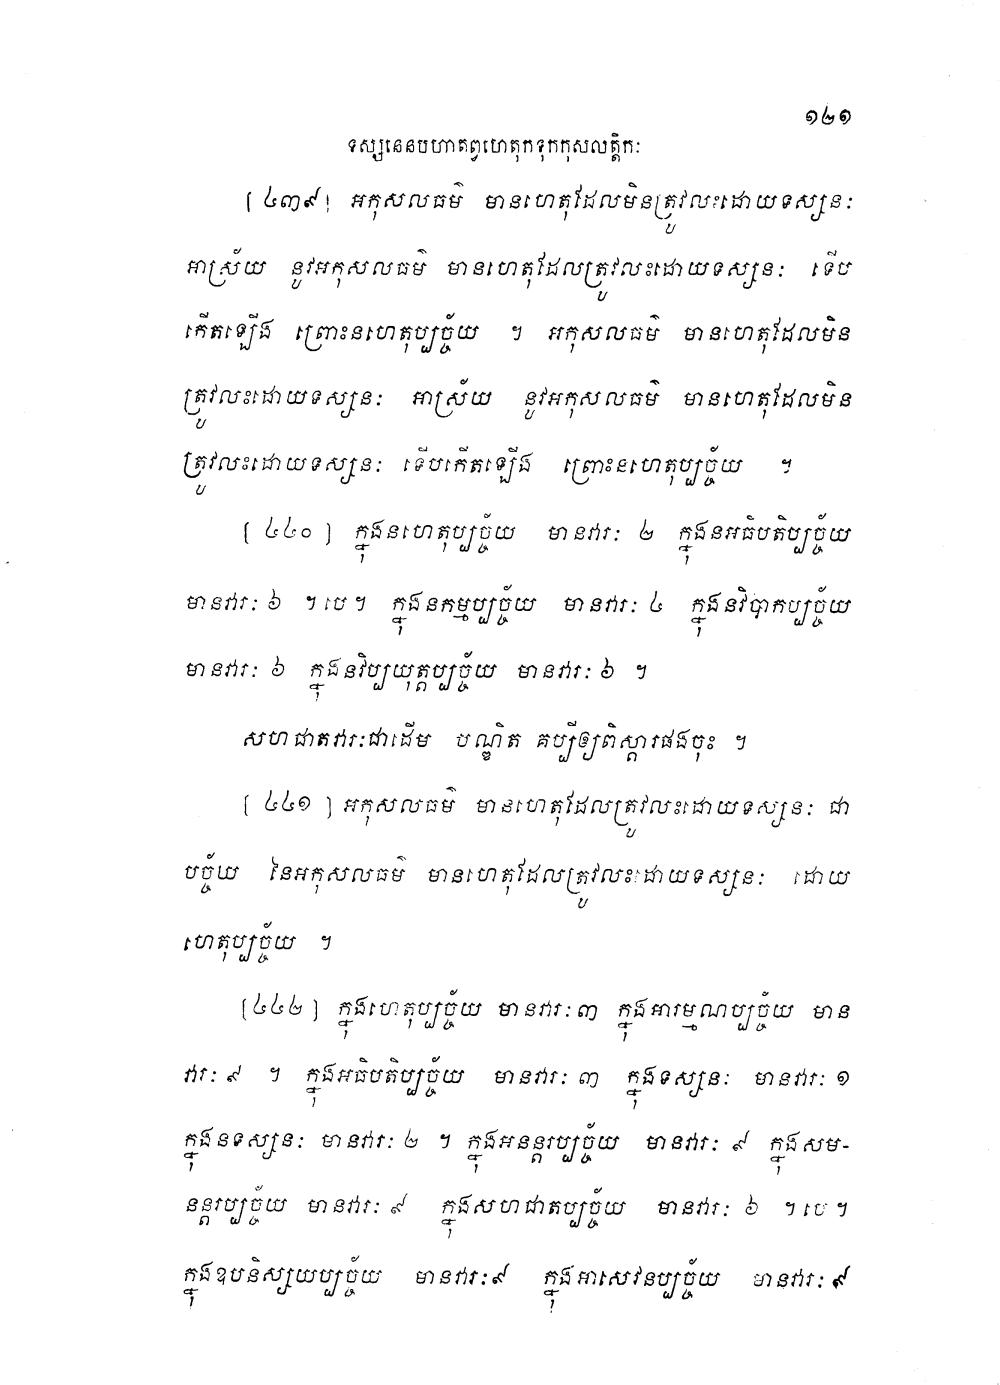 ១២១
ទស្សនេនបហាតព្វហេតុកទុកកុសលត្តិកៈ
[ ៤៣៩ ] អកុសលធម៌ មានហេតុដែលមិនត្រូវលះដោយទស្សនៈ
អាស្រ័យ នូវអកុសលធម៌ មានហេតុដែលត្រូវលះដោយទស្សនៈ ទើប
កើតឡើង ព្រោះនហេតុប្បច្ច័យ ។ អកុសលធម៌ មានហេតុដែលមិន
ត្រូវលះដោយទស្សនៈ អាស្រ័យ នូវអកុសលធម៌ មានហេតុដែលមិន
ត្រូវលះដោយទស្សនៈ ទើបកើតឡើង ព្រោះនហេតុប្បច្ច័យ ។
[ ៤៤០ ] ក្នុងនហេតុប្បច្ច័យ មានវារៈ ២ ក្នុងនអធិបតិប្បច្ច័យ
មានវារៈ ៦ ។បេ។ ក្នុងនកម្មប្បច្ច័យ មានវារៈ ៤ ក្នុងនវិបាកប្បច្ច័យ
មានវារៈ ៦ ក្នុងនវិប្បយុត្តប្បច្ច័យ មានវារៈ ៦ ។
សហជាតវារៈជាដើម បណ្ឌិត គប្បីឲ្យពិស្តារផងចុះ ។
[ ៤៤១ ] អកុសលធម៌ មានហេតុដែលត្រូវលះដោយទស្សនៈ ជា
បច្ច័យ នៃអកុសលធម៌ មានហេតុដែលត្រូវលះដោយទស្សនៈ ដោយ
ហេតុប្បច្ច័យ ។
[៤៤២ ] ក្នុងហេតុប្បច្ច័យ មានវារៈ ៣ ក្នុងអារម្មណប្បច្ច័យ មាន
វារៈ ៩ ។ ក្នុងអធិបតិប្បច្ច័យ មានវារៈ ៣ ក្នុងទស្សនៈ មានវារៈ ១
ក្នុងនទស្សនៈ មានវារៈ ២ ។ ក្នុងអនន្តរប្បច្ច័យ មានវារៈ ៩ ក្នុងសម-
នន្តរប្បច្ច័យ មានវារៈ ៩ ក្នុងសហជាតប្បច្ច័យ មានវារៈ ៦ ។បេ។
ក្នុងឧបនិស្សយប្បច្ច័យ មានវារៈ ៩ ក្នុងអាសេវនប្បច្ច័យ មានវារៈ ៩